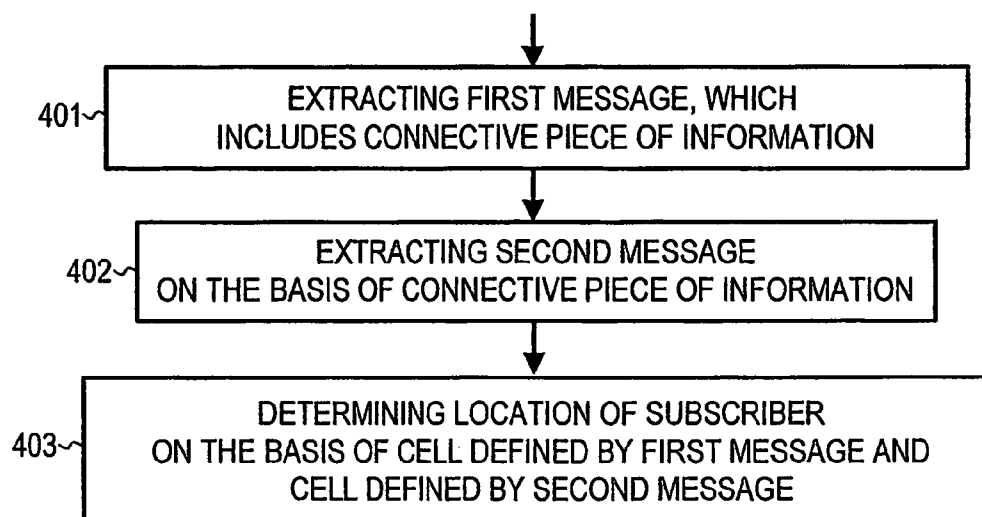 401
EXTRACTING FIRST MESSAGE, WHICH
INCLUDES CONNECTIVE PIECE OF INFORMATION
402
EXTRACTING SECOND MESSAGE
ON THE BASIS OF CONNECTIVE PIECE OF INFORMATION
403
DETERMINING LOCATION OF SUBSCRIBER
ON THE BASIS OF CELL DEFINED BY FIRST MESSAGE AND
CELL DEFINED BY SECOND MESSAGE